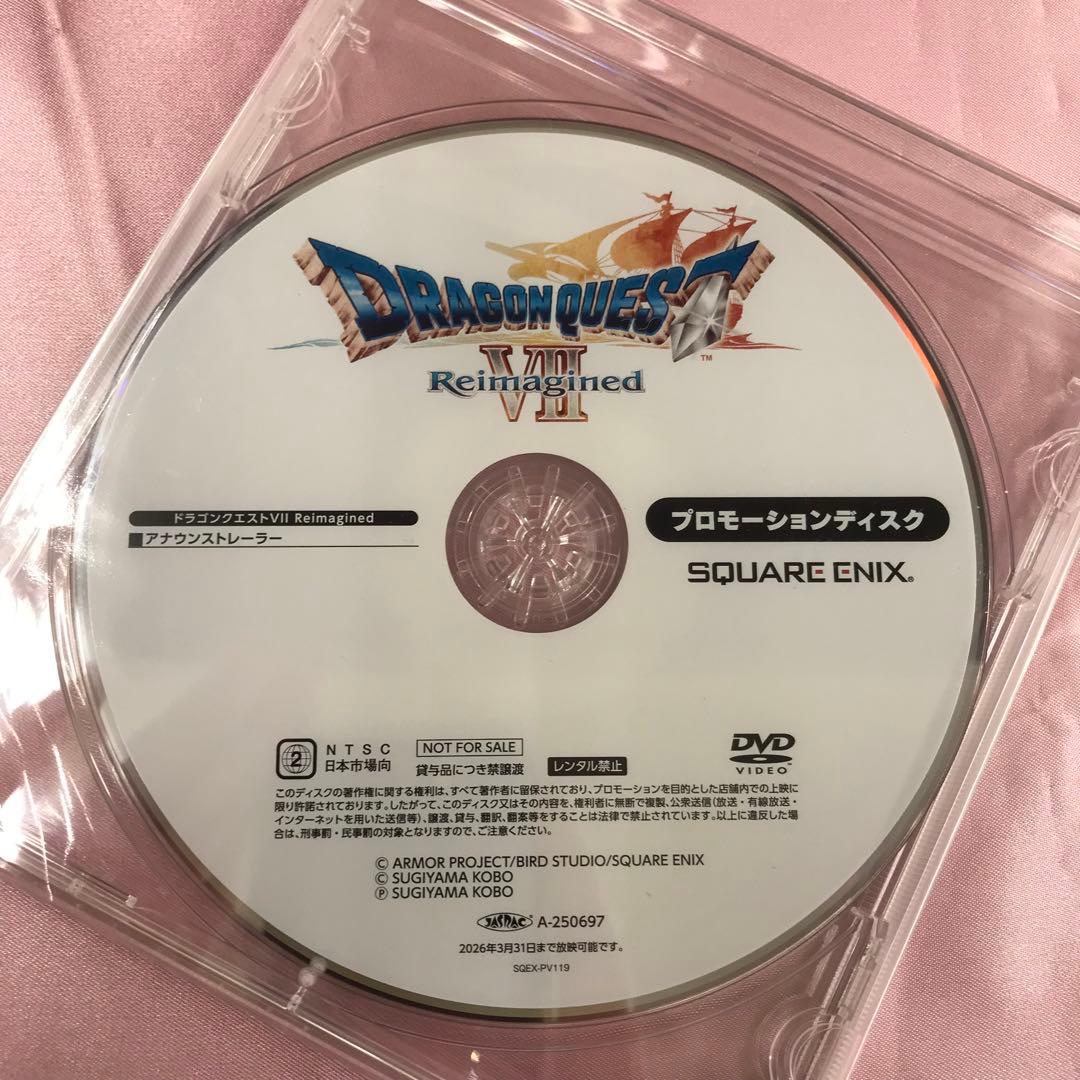 DRAGON QUEST
TM
VII
Reimagined
ドラゴンクエストVII Reimagined
■アナウンストレーラー
プロモーションディスク
SQUARE ENIX®
2
NTSC
日本市場向
NOT FOR SALE
貸与品につき禁譲渡
レンタル禁止
DVD
VIDEO
このディスクの著作権に関する権利は、すべて著作者に留保されており、プロモーションを目的とした店舗内での上映に
限り許諾されております。したがって、このディスク又はその内容を、権利者に無断で複製、公衆送信(放送・有線放送・
インターネットを用いた送信等)、譲渡、貸与、翻訳、翻案等をすることは法律で禁止されています。以上に違反した場
合は、刑事罰・民事罰の対象となりますので、ご注意ください。
Ⓒ ARMOR PROJECT/BIRD STUDIO/SQUARE ENIX
Ⓒ SUGIYAMA KOBO
Ⓟ SUGIYAMA KOBO
JASRAC A-250697
2026年3月31日まで放映可能です。
SQEX-PV119